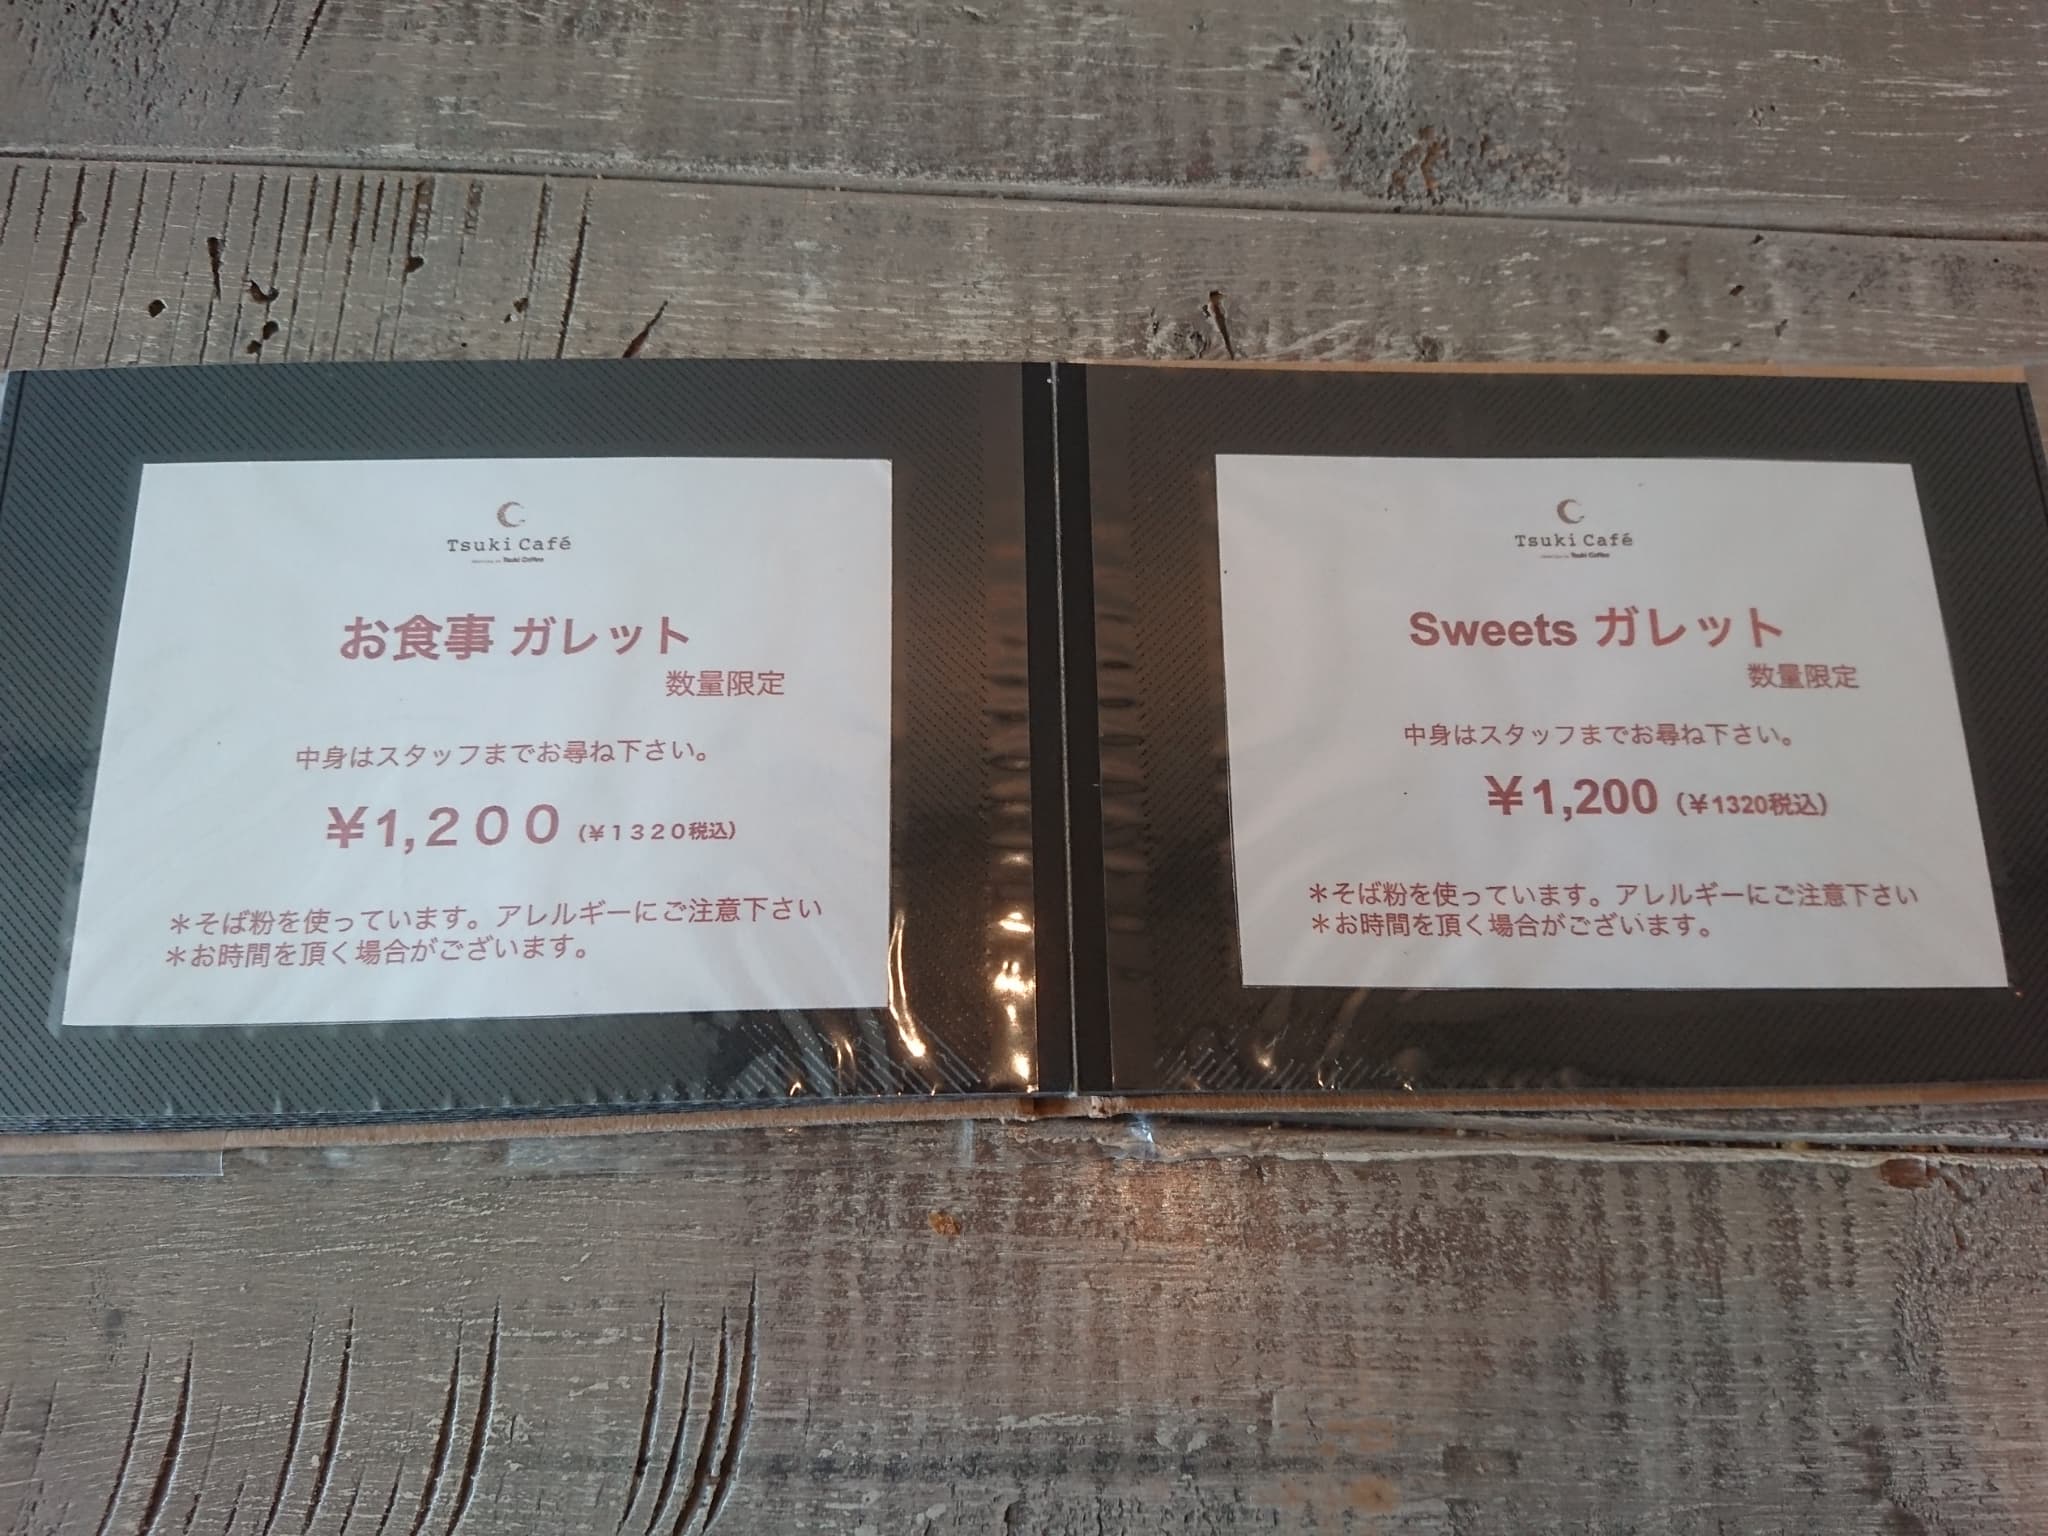 Tsuki Café
Tsuki Coffee
お食事 ガレット
数量限定
中身はスタッフまでお尋ね下さい。
￥1,２００（￥１３２０税込）
＊そば粉を使っています。アレルギーにご注意下さい
＊お時間を頂く場合がございます。
Tsuki Café
Tsuki Coffee
Sweets ガレット
数量限定
中身はスタッフまでお尋ね下さい。
￥1,200（￥1320税込）
＊そば粉を使っています。アレルギーにご注意下さい
＊お時間を頂く場合がございます。